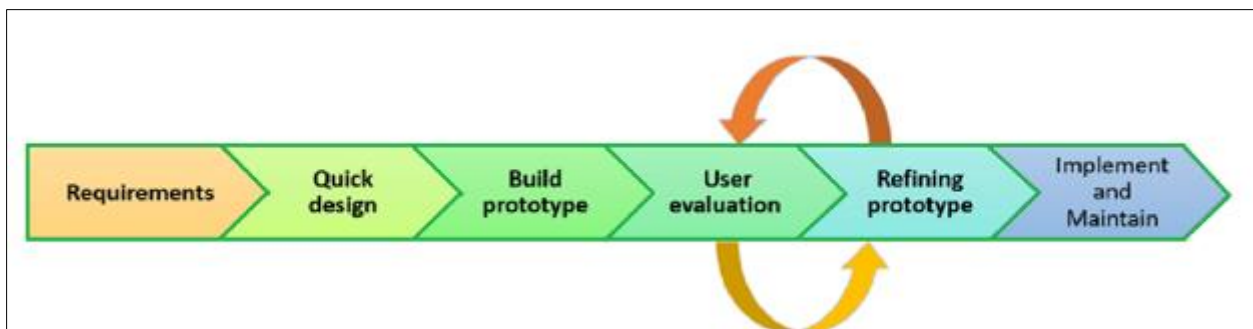 Requirements
Quick
design
Build
prototype
User
evaluation
Refining
prototype
Implement
and
Maintain